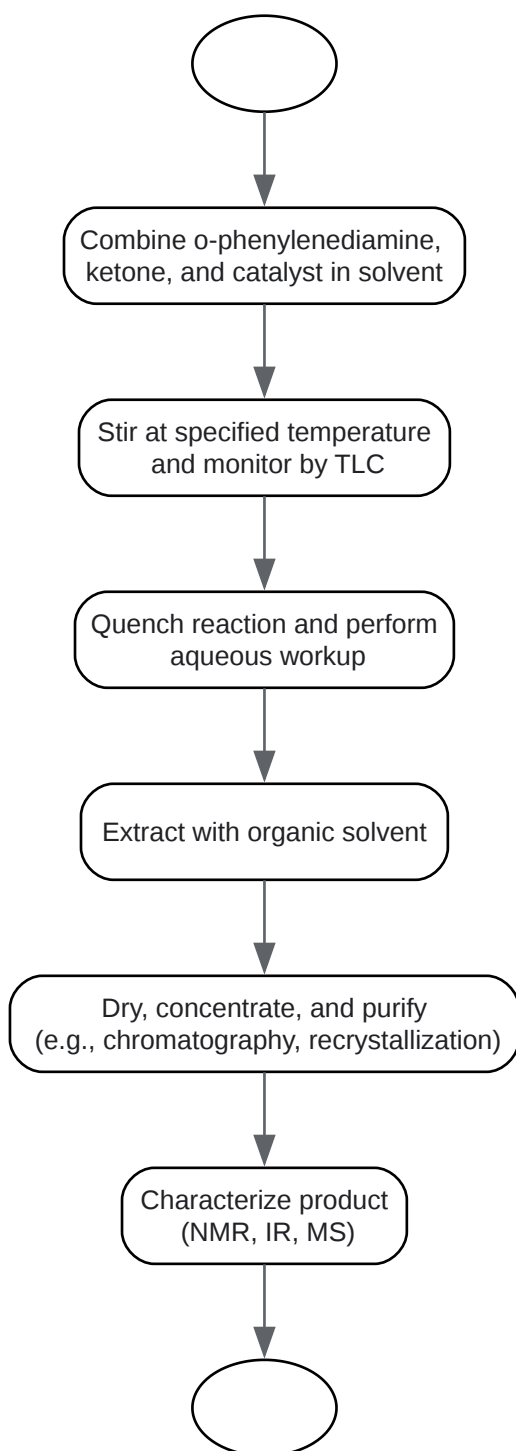 Combine o-phenylenediamine,
ketone, and catalyst in solvent
Stir at specified temperature
and monitor by TLC
Quench reaction and perform
aqueous workup
Extract with organic solvent
Dry, concentrate, and purify
(e.g., chromatography, recrystallization)
Characterize product
(NMR, IR, MS)